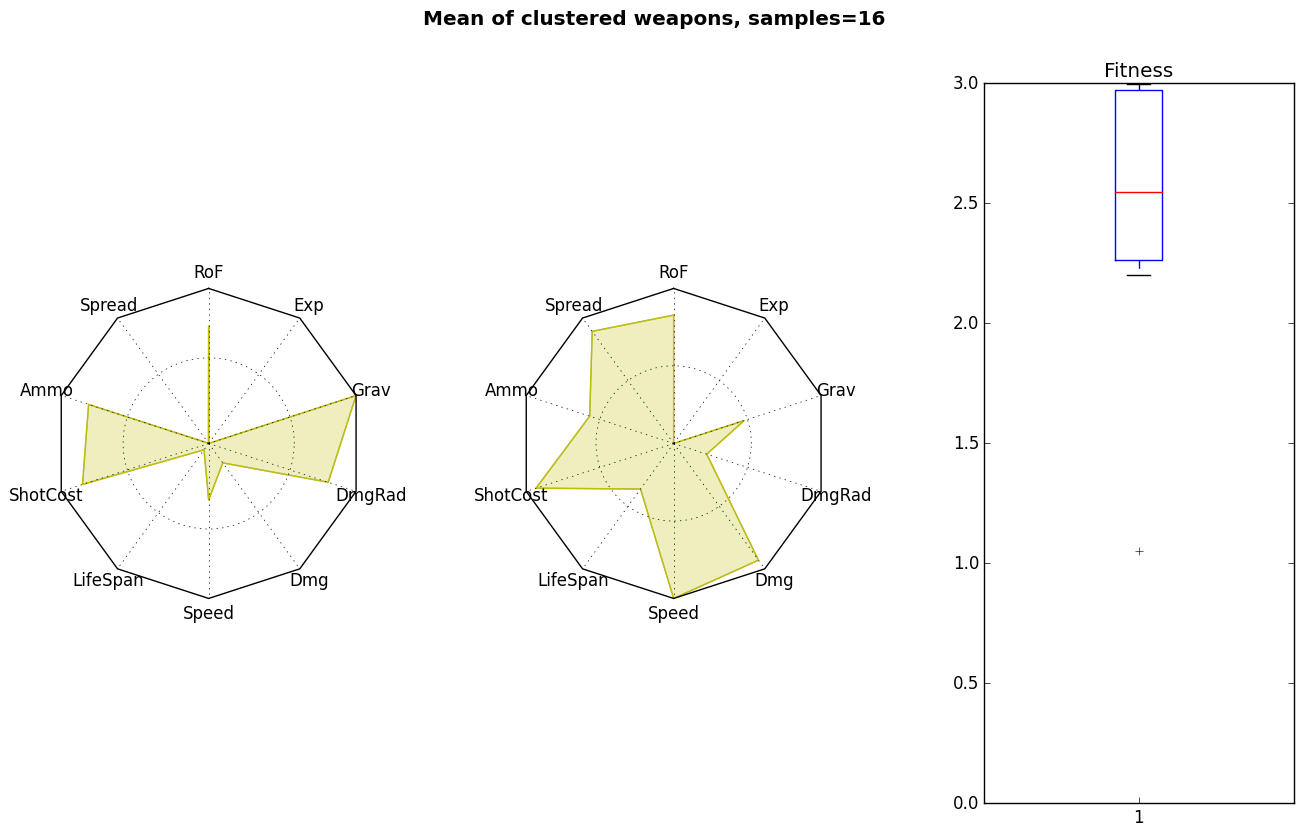 Mean of clustered weapons, samples=16
RoF
Exp
Spread
Grav
Ammo
DmgRad
ShotCost
Dmg
LifeSpan
Speed
RoF
Exp
Spread
Grav
Ammo
DmgRad
ShotCost
Dmg
LifeSpan
Speed
Fitness
3.0
2.5
2.0
1.5
1.0
0.5
0.0
1